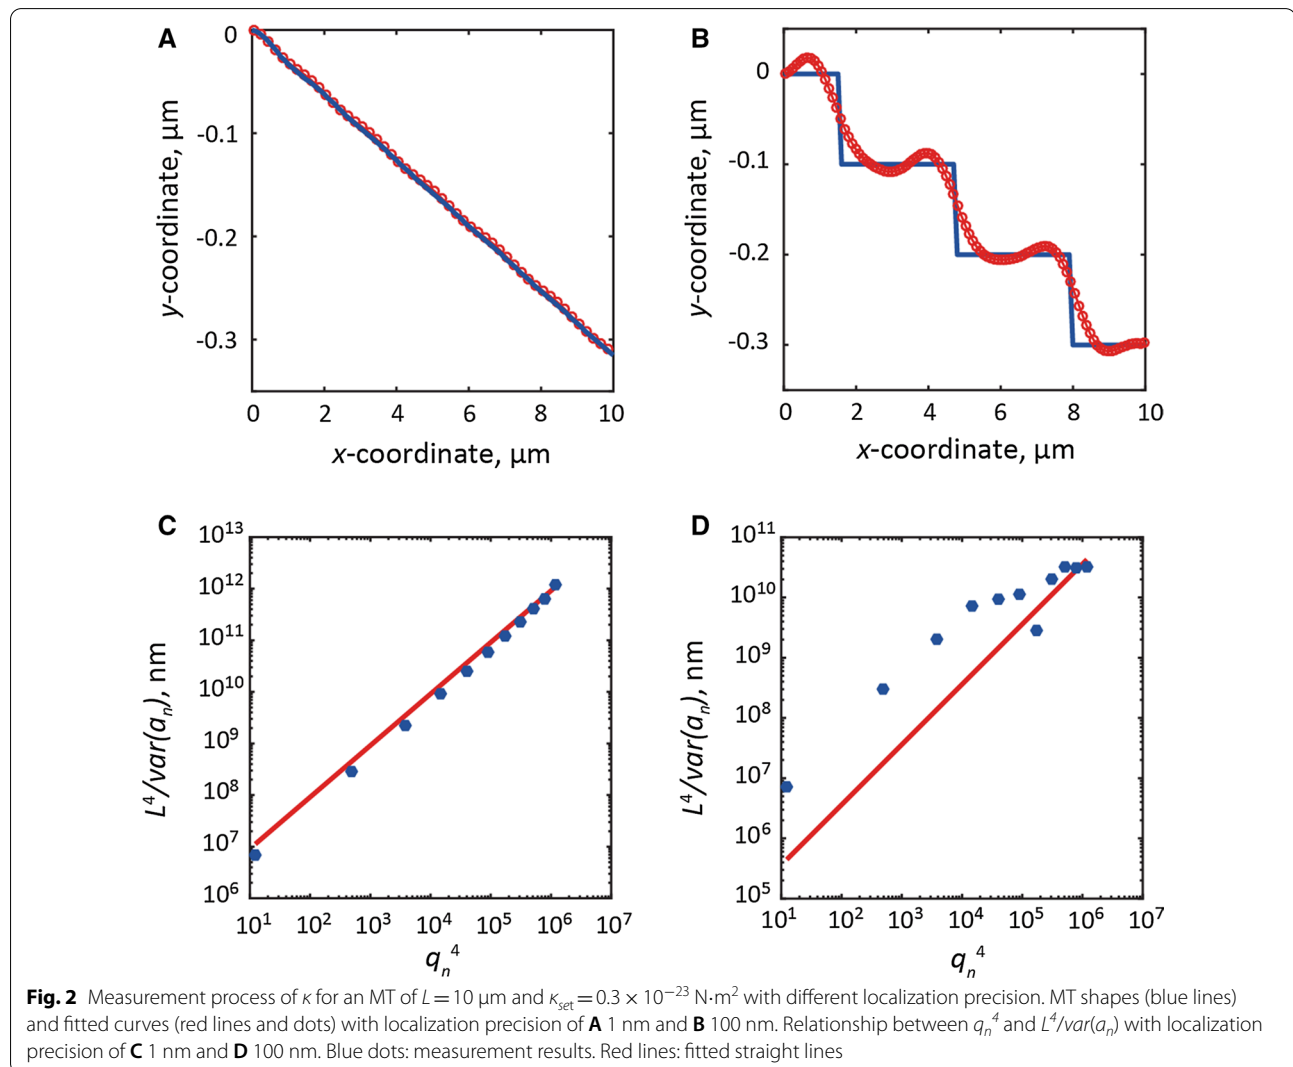 A
0
-0.1
-0.2
-0.3
y-coordinate, μm
0 2 4 6 8 10
x-coordinate, μm
B
0
-0.1
-0.2
-0.3
y-coordinate, μm
0 2 4 6 8 10
x-coordinate, μm
C
10¹³
10¹²
10¹¹
10¹⁰
10⁹
10⁸
10⁷
10⁶
L⁴/var(aₙ), nm
10¹ 10² 10³ 10⁴ 10⁵ 10⁶ 10⁷
qₙ⁴
D
10¹¹
10¹⁰
10⁹
10⁸
10⁷
10⁶
10⁵
L⁴/var(aₙ), nm
10¹ 10² 10³ 10⁴ 10⁵ 10⁶ 10⁷
qₙ⁴
Fig. 2 Measurement process of κ for an MT of L = 10 μm and κset = 0.3 × 10⁻²³ N·m² with different localization precision. MT shapes (blue lines)
and fitted curves (red lines and dots) with localization precision of A 1 nm and B 100 nm. Relationship between qₙ⁴ and L⁴/var(aₙ) with localization
precision of C 1 nm and D 100 nm. Blue dots: measurement results. Red lines: fitted straight lines